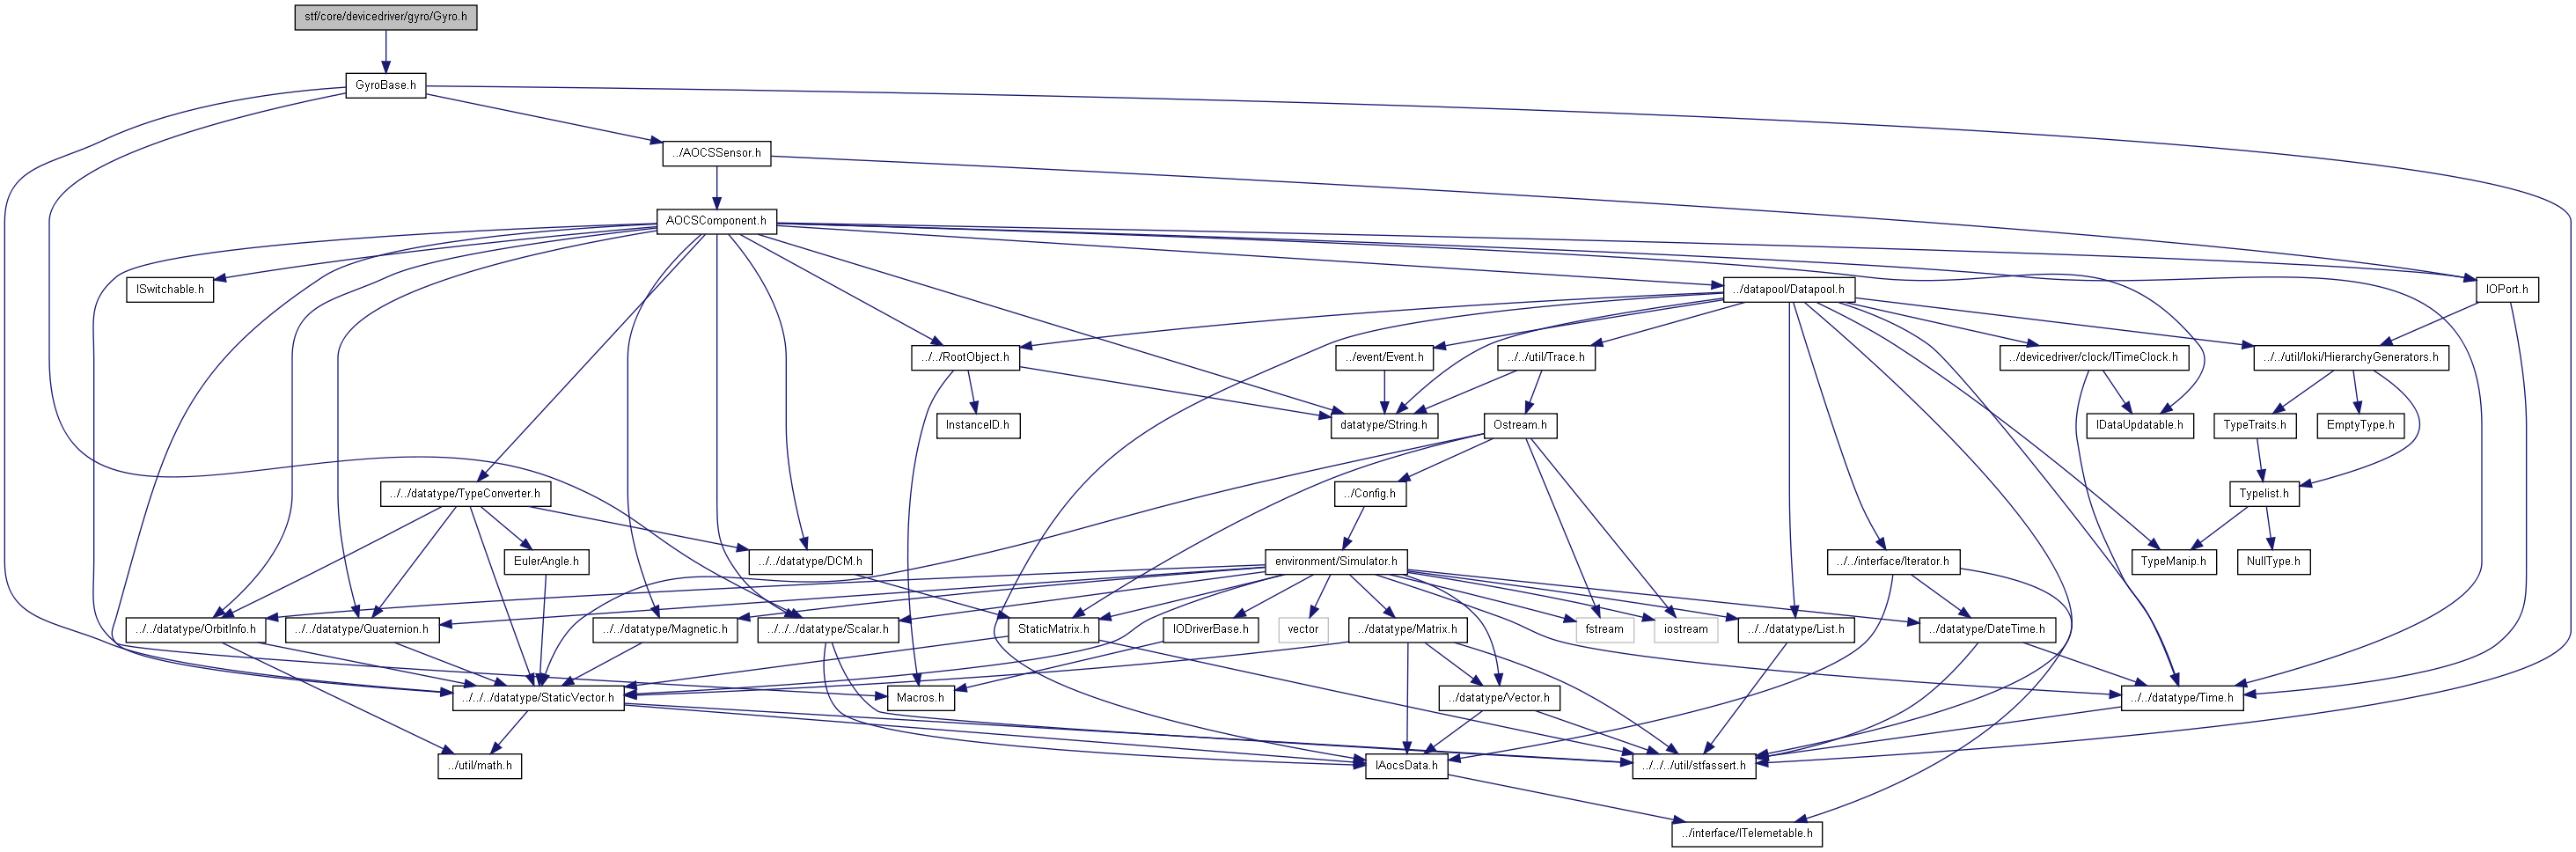 stf/core/devicedriver/gyro/Gyro.h
GyroBase.h
../AOCSSensor.h
AOCSComponent.h
ISwitchable.h
../datapool/Datapool.h
IOPort.h
../../RootObject.h
../event/Event.h
../../util/Trace.h
../devicedriver/clock/ITimeClock.h
../../util/loki/HierarchyGenerators.h
InstanceID.h
datatype/String.h
Ostream.h
IDataUpdatable.h
TypeTraits.h
EmptyType.h
../../datatype/TypeConverter.h
../Config.h
Typelist.h
EulerAngle.h
../../datatype/DCM.h
environment/Simulator.h
../../interface/Iterator.h
TypeManip.h
NullType.h
../../datatype/OrbitInfo.h
../../datatype/Quaternion.h
../../datatype/Magnetic.h
../../../datatype/Scalar.h
StaticMatrix.h
IODriverBase.h
vector
../datatype/Matrix.h
fstream
iostream
../../datatype/List.h
../datatype/DateTime.h
../../../datatype/StaticVector.h
Macros.h
../datatype/Vector.h
../../datatype/Time.h
../util/math.h
IAocsData.h
../../../util/stfassert.h
../interface/ITelemetable.h